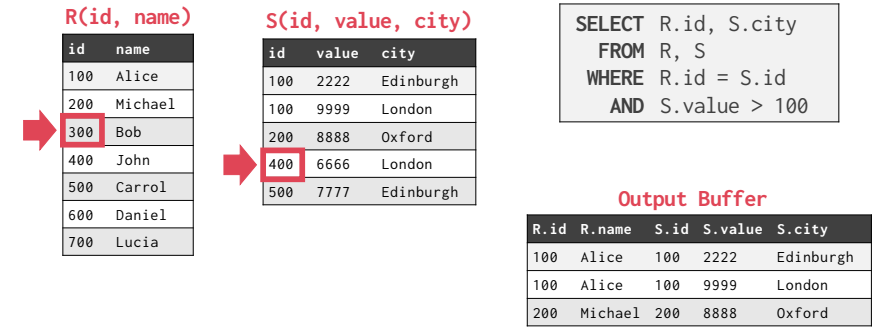 R(id, name)
id name
100 Alice
200 Michael
300 Bob
400 John
500 Carrol
600 Daniel
700 Lucia
S(id, value, city)
id value city
100 2222 Edinburgh
100 9999 London
200 8888 Oxford
400 6666 London
500 7777 Edinburgh
SELECT R.id, S.city
FROM R, S
WHERE R.id = S.id
AND S.value > 100
Output Buffer
R.id R.name S.id S.value S.city
100 Alice 100 2222 Edinburgh
100 Alice 100 9999 London
200 Michael 200 8888 Oxford